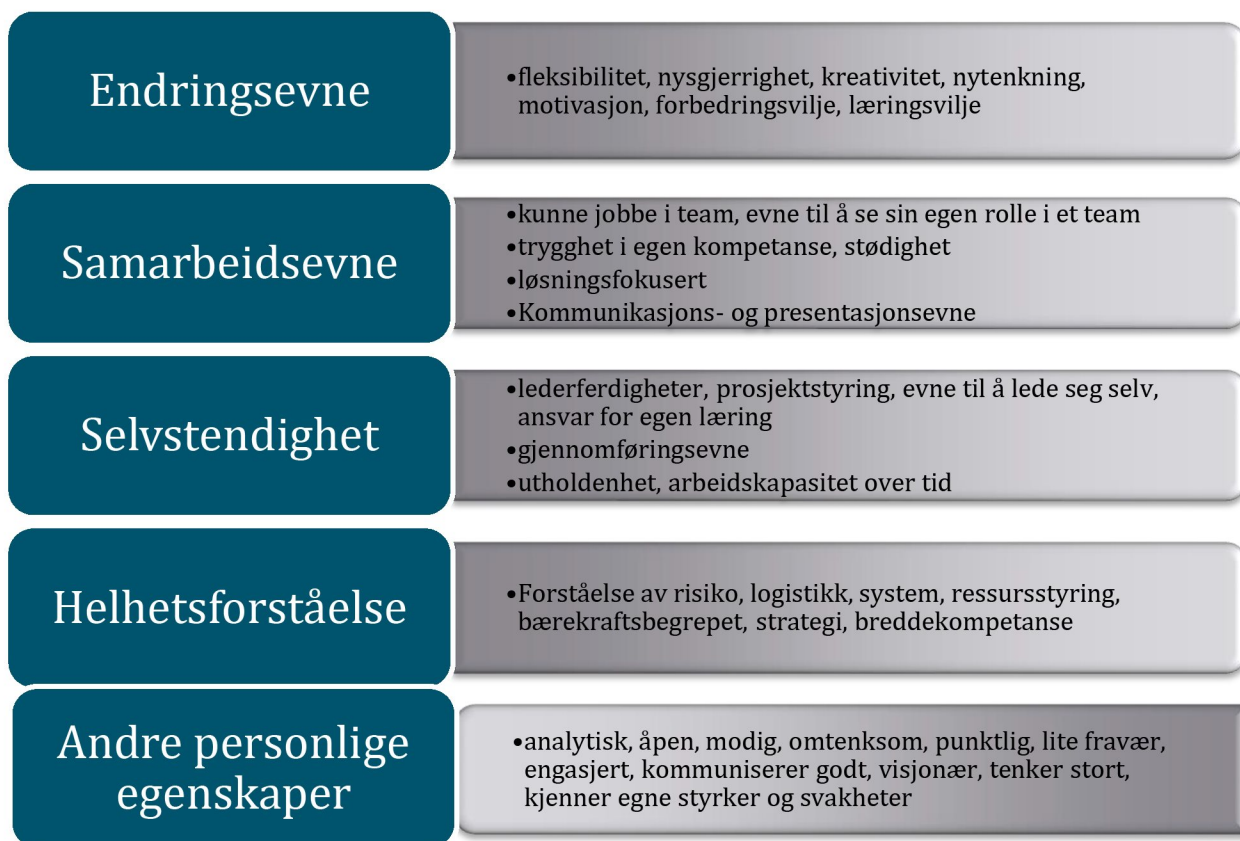 Endringsevne
•fleksibilitet, nysgjerrighet, kreativitet, nytenkning,
motivasjon, forbedringsvilje, læringsvilje
Samarbeidsevne
•kunne jobbe i team, evne til å se sin egen rolle i et team
•trygghet i egen kompetanse, stødighet
•løsningsfokusert
•Kommunikasjons- og presentasjonsevne
Selvstendighet
•lederferdigheter, prosjektstyring, evne til å lede seg selv,
ansvar for egen læring
•gjennomføringsevne
•utholdenhet, arbeidskapasitet over tid
Helhetsforståelse
•Forståelse av risiko, logistikk, system, ressursstyring,
bærekraftsbegrepet, strategi, breddekompetanse
Andre personlige
egenskaper
•analytisk, åpen, modig, omtenksom, punktlig, lite fravær,
engasjert, kommuniserer godt, visjonær, tenker stort,
kjenner egne styrker og svakheter